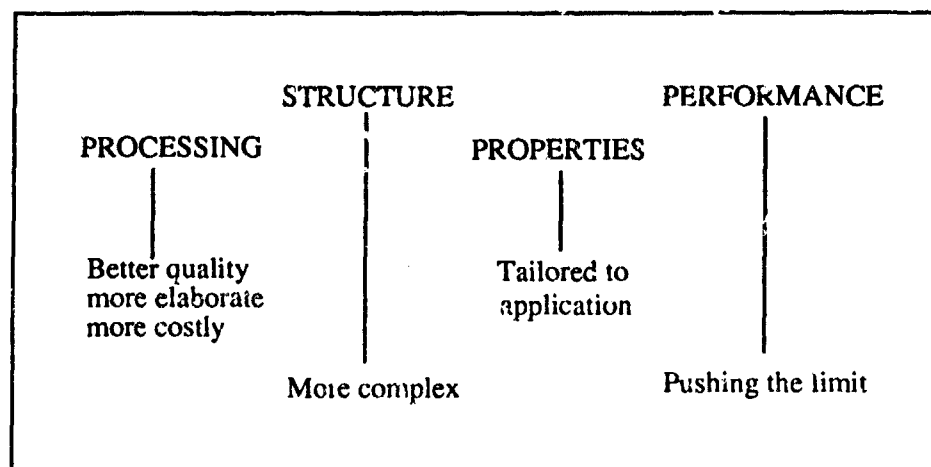 STRUCTURE
PERFORMANCE
PROCESSING
PROPERTIES
Better quality
more elaborate
more costly
Tailored to
application
More complex
Pushing the limit